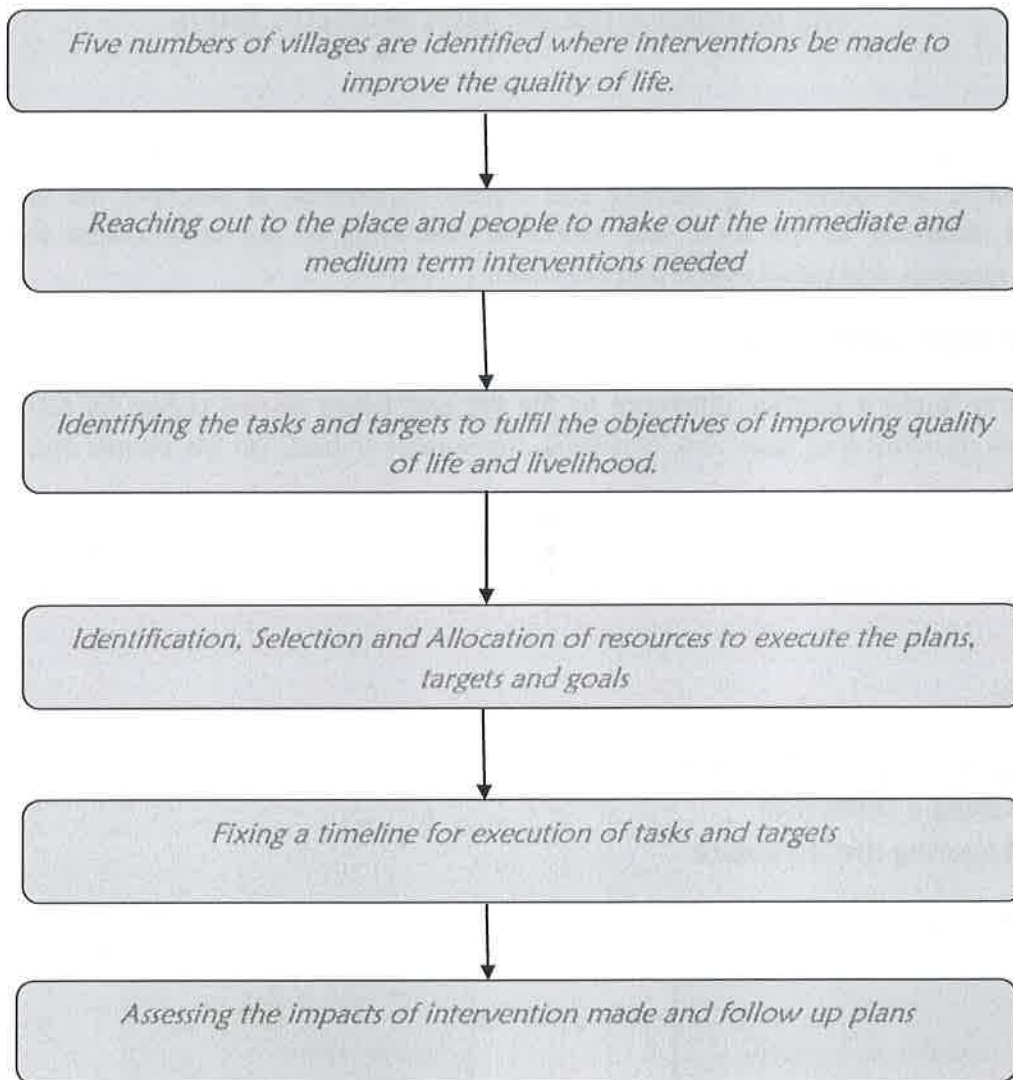 Five numbers of villages are identified where interventions be made to
improve the quality of life.
Reaching out to the place and people to make out the immediate and
medium term interventions needed
Identifying the tasks and targets to fulfil the objectives of improving quality
of life and livelihood.
Identification, Selection and Allocation of resources to execute the plans,
targets and goals
Fixing a timeline for execution of tasks and targets
Assessing the impacts of intervention made and follow up plans